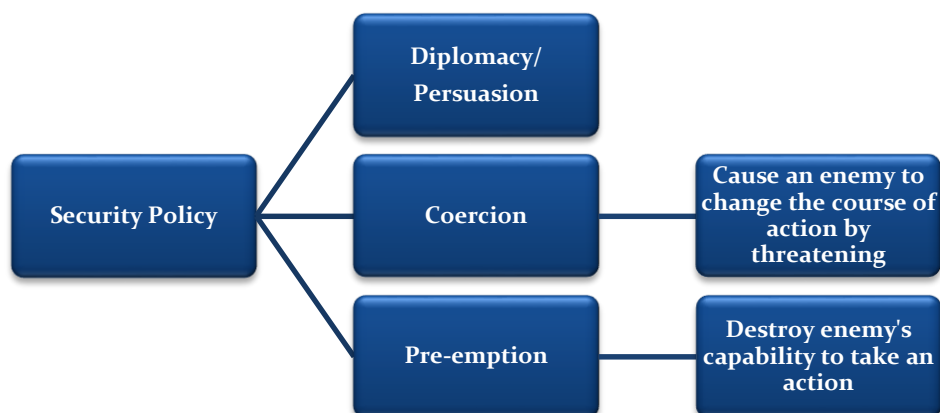 Diplomacy/
Persuasion
Security Policy
Coercion
Cause an enemy to
change the course of
action by
threatening
Pre-emption
Destroy enemy's
capability to take an
action